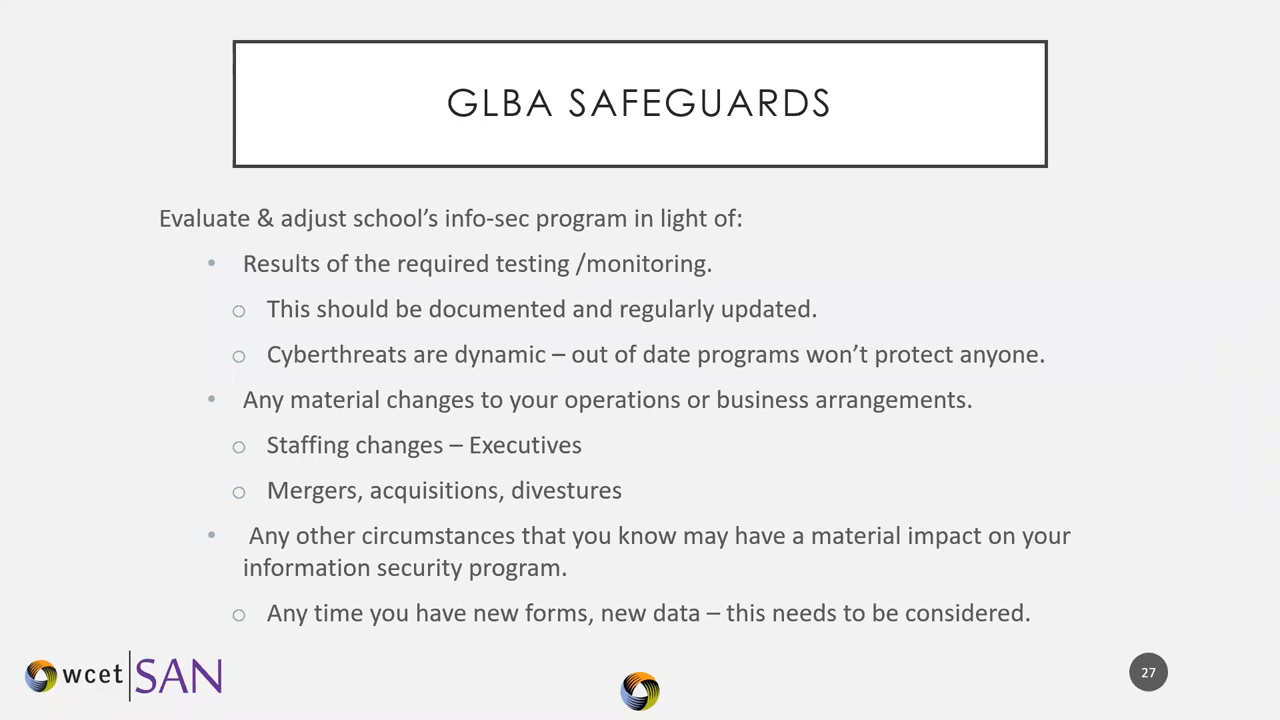 GLBA SAFEGUARDS
Evaluate & adjust school’s info-sec program in light of:
• Results of the required testing /monitoring.
o This should be documented and regularly updated.
o Cyberthreats are dynamic – out of date programs won’t protect anyone.
• Any material changes to your operations or business arrangements.
o Staffing changes – Executives
o Mergers, acquisitions, divestures
• Any other circumstances that you know may have a material impact on your
information security program.
o Any time you have new forms, new data – this needs to be considered.
wcet SAN
27